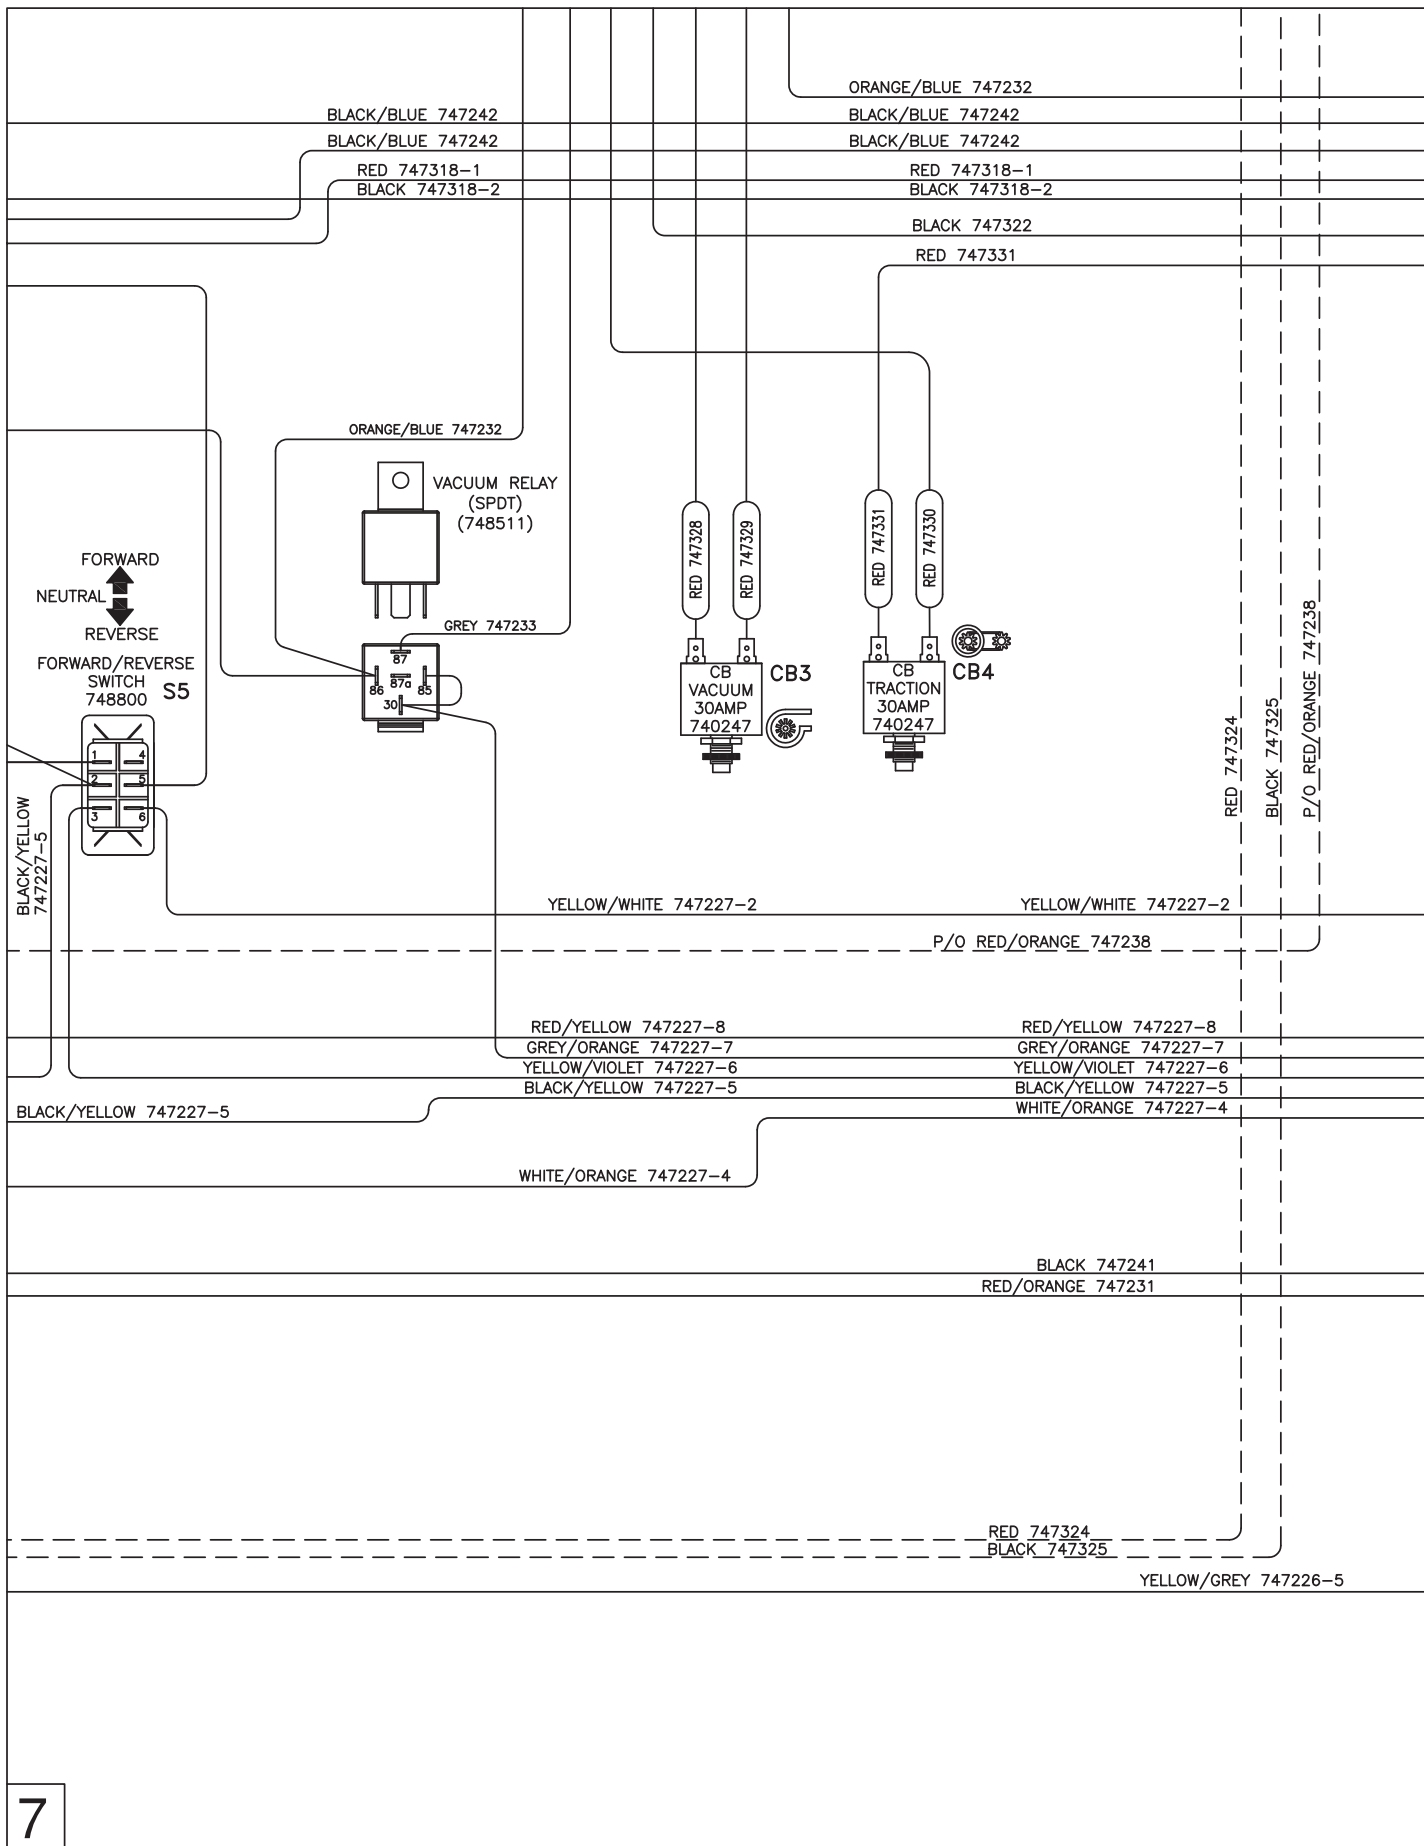 ORANGE/BLUE 747232
BLACK/BLUE 747242
BLACK/BLUE 747242
BLACK/BLUE 747242
BLACK/BLUE 747242
RED 747318-1
RED 747318-1
BLACK 747318-2
BLACK 747318-2
BLACK 747322
RED 747331
ORANGE/BLUE 747232
VACUUM RELAY
(SPDT)
(748511)
RED 747328
RED 747329
RED 747331
RED 747330
FORWARD
NEUTRAL
REVERSE
FORWARD/REVERSE
SWITCH
748800
S5
GREY 747233
87
86
87a
85
30
CB
VACUUM
30AMP
740247
CB3
CB
TRACTION
30AMP
740247
CB4
1
4
2
5
3
6
BLACK/YELLOW
747227-5
RED 747324
BLACK 747325
P/O RED/ORANGE 747238
YELLOW/WHITE 747227-2
YELLOW/WHITE 747227-2
P/O RED/ORANGE 747238
RED/YELLOW 747227-8
RED/YELLOW 747227-8
GREY/ORANGE 747227-7
GREY/ORANGE 747227-7
YELLOW/VIOLET 747227-6
YELLOW/VIOLET 747227-6
BLACK/YELLOW 747227-5
BLACK/YELLOW 747227-5
BLACK/YELLOW 747227-5
WHITE/ORANGE 747227-4
WHITE/ORANGE 747227-4
BLACK 747241
RED/ORANGE 747231
RED 747324
BLACK 747325
YELLOW/GREY 747226-5
7